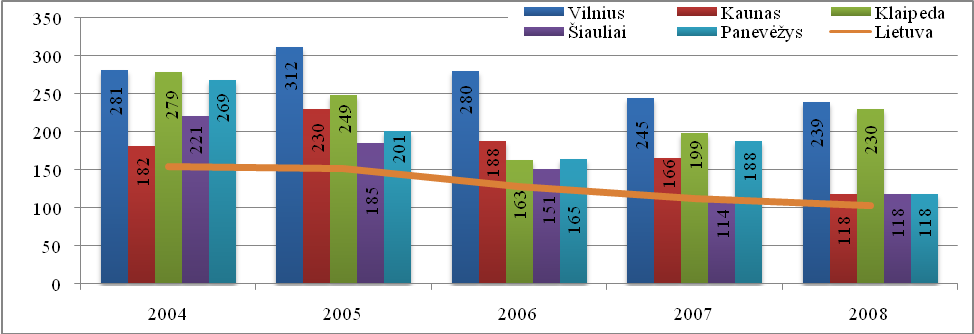 Vilnius Kaunas Klaipeda
Šiauliai Panevėžys Lietuva
350
300
250
200
150
100
50
0
281 182 279 221 269
312 230 249 185 201
280 188 163 151 165
245 166 199 114 188
239 118 230 118 118
2004 2005 2006 2007 2008